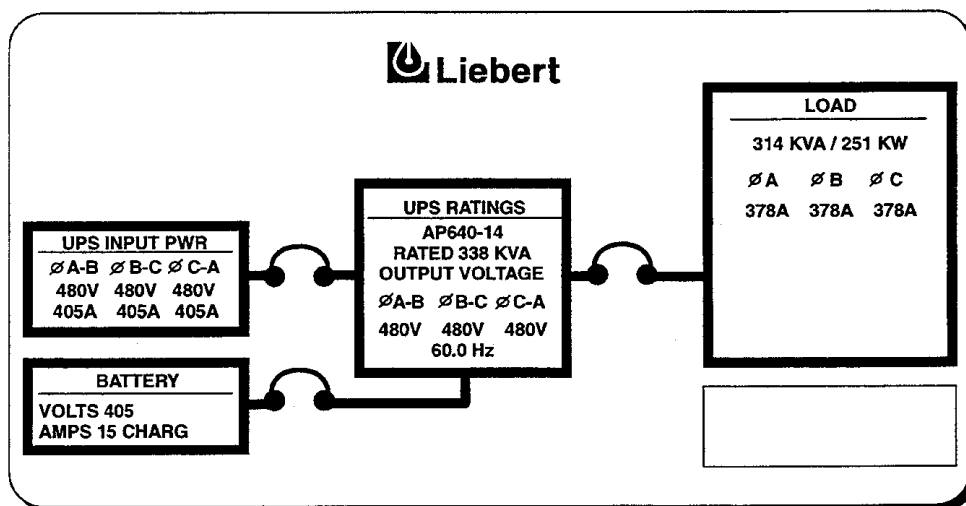 Liebert
UPS INPUT PWR
ØA-B ØB-C ØC-A
480V 480V 480V
405A 405A 405A
BATTERY
VOLTS 405
AMPS 15 CHARG
UPS RATINGS
AP640-14
RATED 338 KVA
OUTPUT VOLTAGE
ØA-B ØB-C ØC-A
480V 480V 480V
60.0 Hz
LOAD
314 KVA / 251 KW
ØA ØB ØC
378A 378A 378A